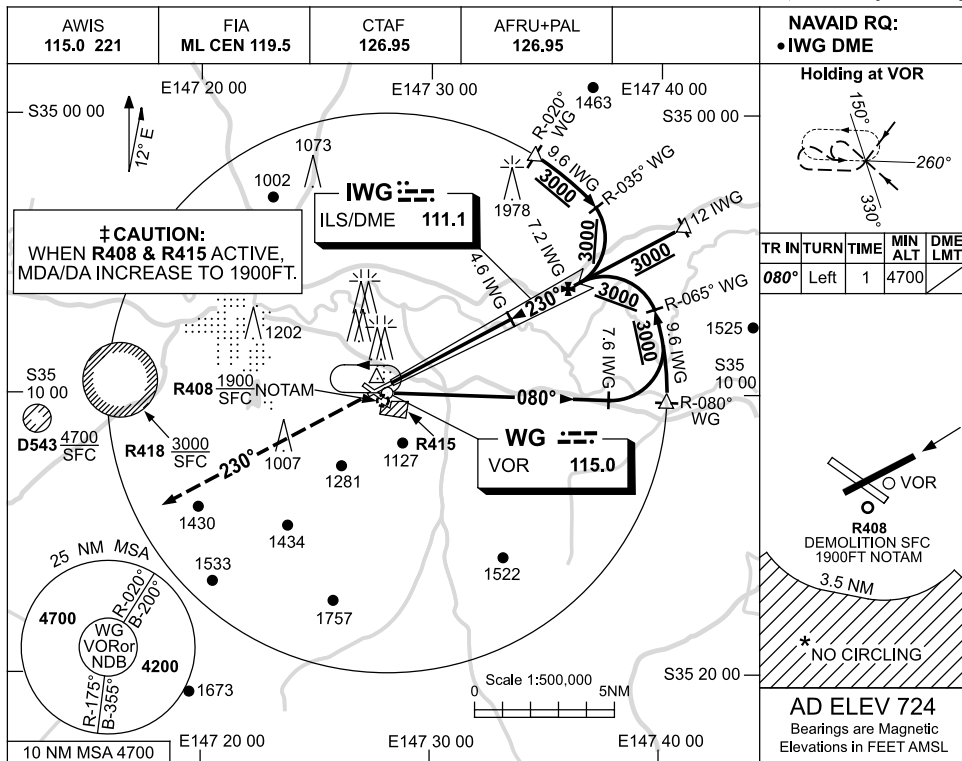 AWIS
115.0 221
FIA
ML CEN 119.5
CTAF
126.95
AFRU+PAL
126.95
NAVAID RQ:
• IWG DME
E147 20 00
E147 30 00
E147 40 00
S35 00 00
S35 00 00
12° E
1463
1073
1002
1978
R-020° WG
9.6 IWG
3000
R-035° WG
3000
12 IWG
3000
7.2 IWG
IWG
ILS/DME 111.1
4.6 IWG
230°
3000
R-065° WG
3000
9.6 IWG
7.6 IWG
1525
‡ CAUTION:
WHEN R408 & R415 ACTIVE,
MDA/DA INCREASE TO 1900FT.
1202
S35
10 00
S35
10 00
R408 1900
SFC NOTAM
080°
R-080°
WG
D543 4700
SFC
R418 3000
SFC
230°
1007
R415
1127
1281
WG
VOR 115.0
1430
1434
1533
1522
1757
1673
25 NM MSA
4700
R-020°
B-200°
WG
VORor
NDB
4200
R-175°
B-355°
10 NM MSA 4700
Scale 1:500,000
0
5NM
S35 20 00
E147 20 00
E147 30 00
E147 40 00
Holding at VOR
150°
260°
330°
TR IN TURN TIME MIN ALT DME LMT
080° Left 1 4700
VOR
R408
DEMOLITION SFC
1900FT NOTAM
3.5 NM
* NO CIRCLING
AD ELEV 724
Bearings are Magnetic
Elevations in FEET AMSL